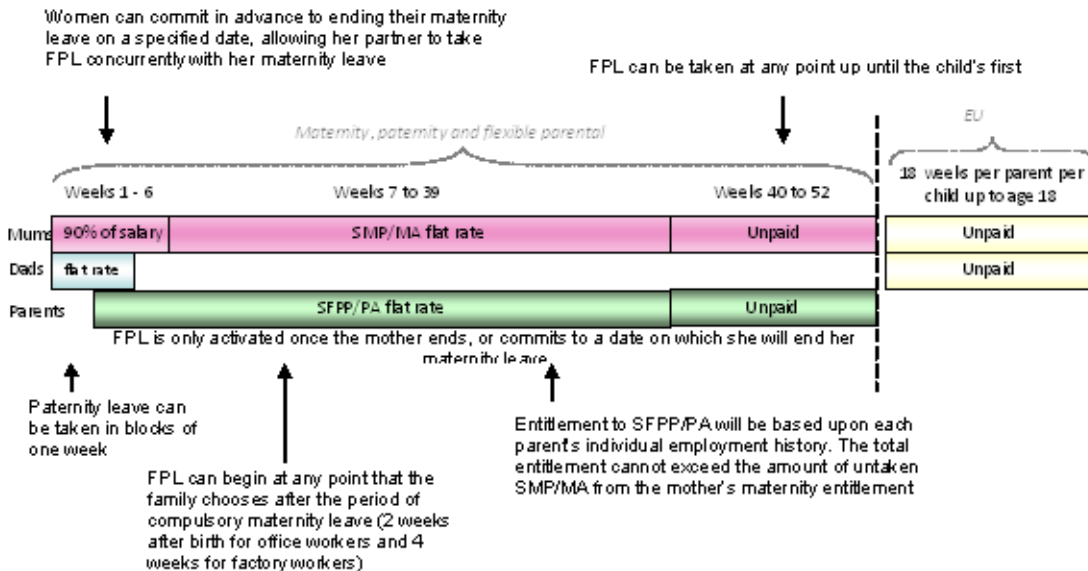 Women can commit in advance to ending their maternity
leave on a specified date, allowing her partner to take
FPL concurrently with her maternity leave
FPL can be taken at any point up until the child's first
Maternity, paternity and flexible parental
EU
Weeks 1 - 6
Weeks 7 to 39
Weeks 40 to 52
18 weeks per parent per
child up to age 18
Mums
90% of salary
SMP/MA flat rate
Unpaid
Unpaid
Dads
flat rate
Unpaid
Parents
SFPP/PA flat rate
Unpaid
FPL is only activated once the mother ends, or commits to a date on which she will end her
maternity leave
Paternity leave can
be taken in blocks of
one week
Entitlement to SFPP/PA will be based upon each
parent's individual employment history. The total
entitlement cannot exceed the amount of untaken
SMP/MA from the mother's maternity entitlement
FPL can begin at any point that the
family chooses after the period of
compulsory maternity leave (2 weeks
after birth for office workers and 4
weeks for factory workers)